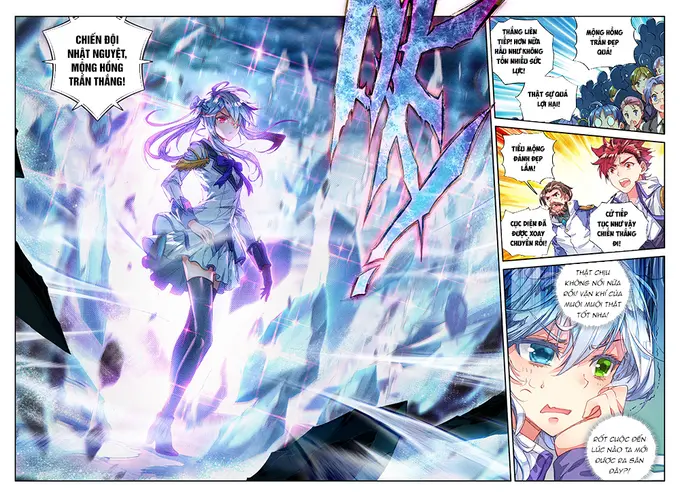 CHIẾN ĐỘI
NHẬT NGUYỆT,
MỘNG HỒNG
TRẦN THẮNG!
OK
Y!
THẮNG LIÊN
TIẾP! HƠN NỮA
HẦU NHƯ KHÔNG
TỐN NHIỀU SỨC
LỰC!
MỘNG HỒNG
TRẦN ĐẸP
QUÁ!
THẬT SỰ QUÁ
LỢI HẠI!
TIỂU MỘNG
ĐÁNH ĐẸP
LẮM!
CỤC DIỆN ĐÃ
ĐƯỢC XOAY
CHUYỂN RỒI!
CỨ TIẾP
TỤC NHƯ VẬY
CHIẾN THẮNG
ĐI!
THẬT CHỊU
KHÔNG NỔI NỮA
RỒI! VẬN KHÍ CỦA
MUỘI MUỘI THẬT
TỐT NHA!
RỐT CUỘC ĐẾN
LÚC NÀO TA MỚI
ĐƯỢC RA SÂN
ĐÂY?!